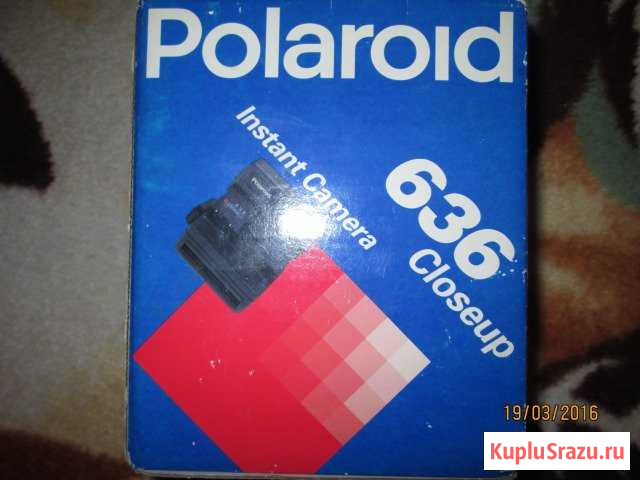 Polaroid
Instant Camera
636
Closeup
19/03/2016
KupluSrazu.ru